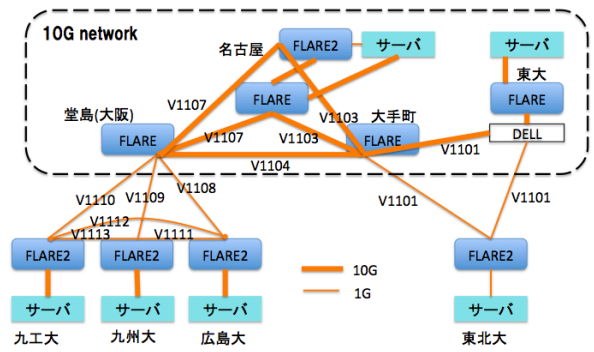 10G network
名古屋
FLARE2
サーバ
サーバ
東大
V1107
FLARE
FLARE
堂島(大阪)
V1103
大手町
FLARE
V1107
V1103
FLARE
DELL
V1104
V1101
V1110
V1109
V1108
V1101
V1101
V1112
V1113
V1111
FLARE2
FLARE2
FLARE2
FLARE2
10G
1G
サーバ
サーバ
サーバ
サーバ
九工大
九州大
広島大
東北大